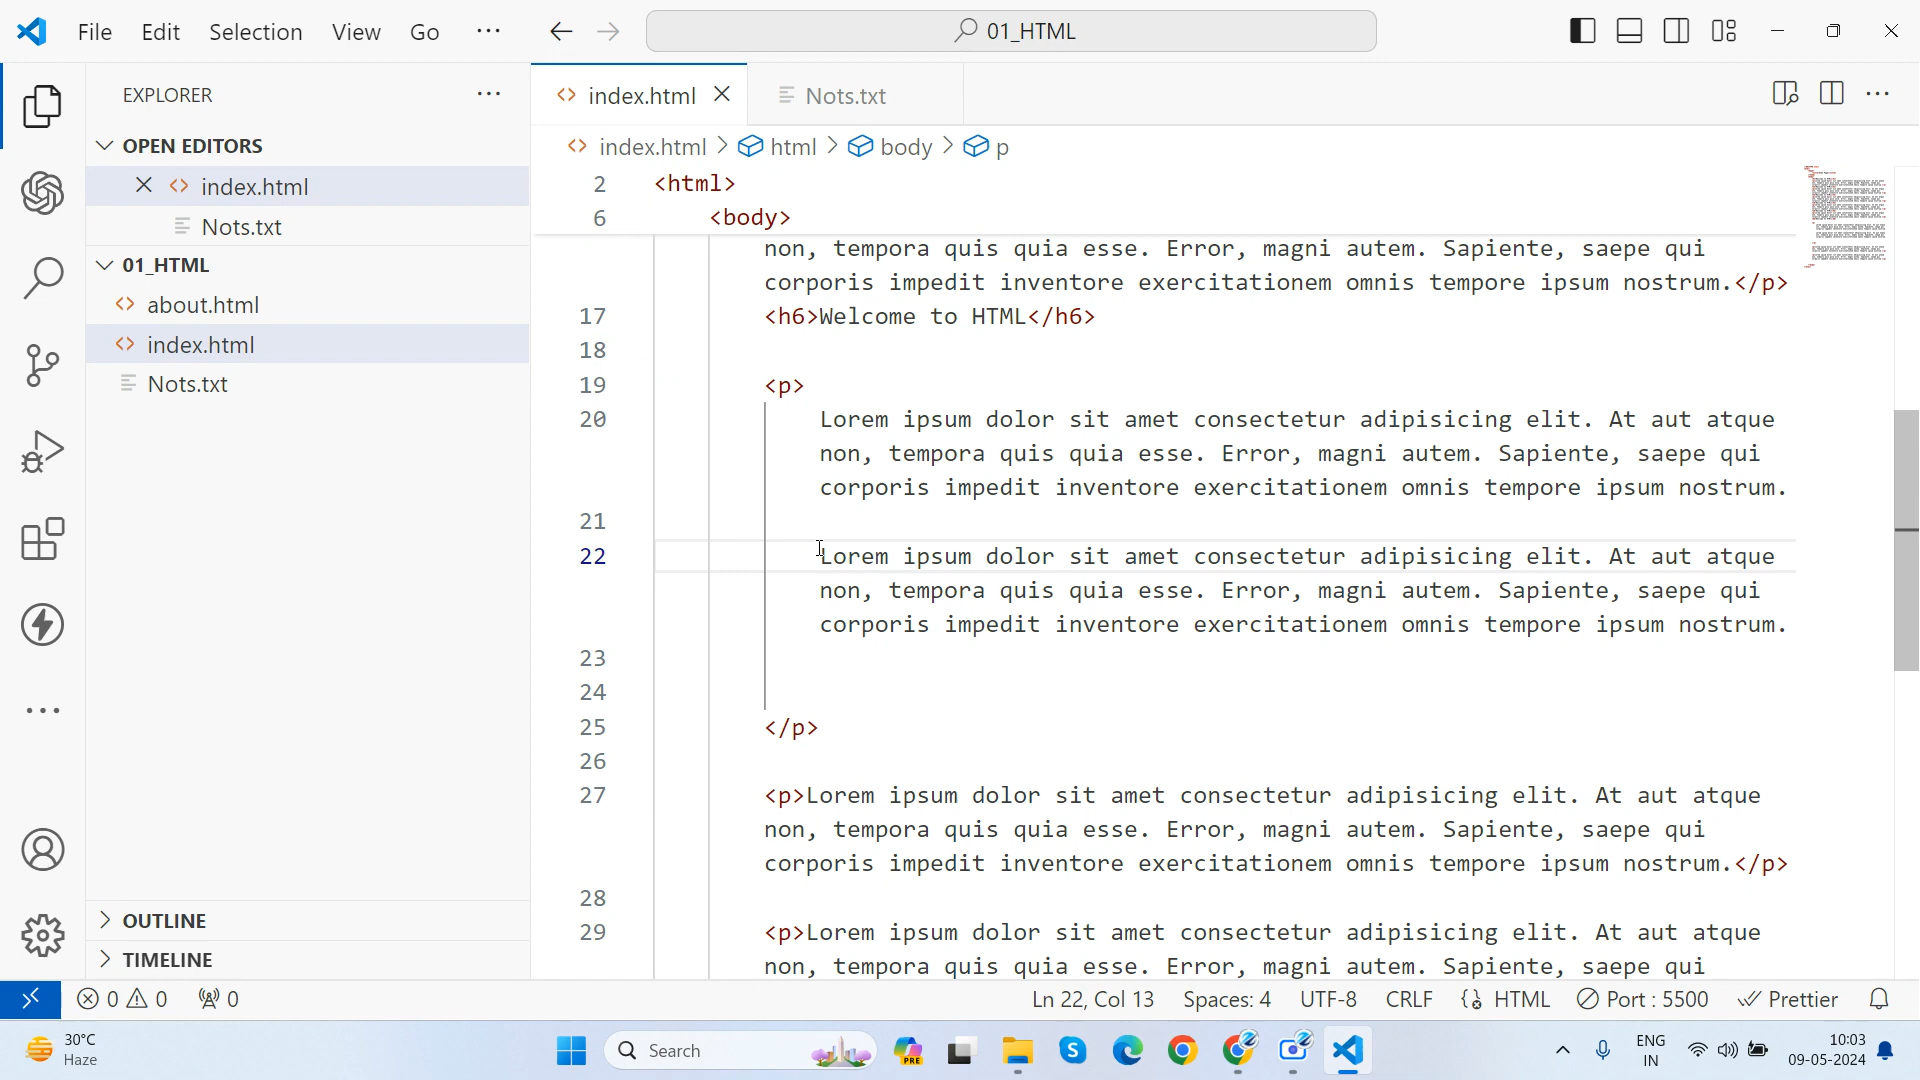 File Edit Selection View Go ··· 01_HTML
EXPLORER ···
OPEN EDITORS
index.html
Nots.txt
01_HTML
about.html
index.html
Nots.txt
OUTLINE
TIMELINE
index.html Nots.txt
index.html > html > body > p
2 <html>
6 <body>
non, tempora quis quia esse. Error, magni autem. Sapiente, saepe qui
corporis impedit inventore exercitationem omnis tempore ipsum nostrum.</p>
17 <h6>Welcome to HTML</h6>
18
19 <p>
20 Lorem ipsum dolor sit amet consectetur adipisicing elit. At aut atque
non, tempora quis quia esse. Error, magni autem. Sapiente, saepe qui
corporis impedit inventore exercitationem omnis tempore ipsum nostrum.
21
22 Lorem ipsum dolor sit amet consectetur adipisicing elit. At aut atque
non, tempora quis quia esse. Error, magni autem. Sapiente, saepe qui
corporis impedit inventore exercitationem omnis tempore ipsum nostrum.
23
24
25 </p>
26
27 <p>Lorem ipsum dolor sit amet consectetur adipisicing elit. At aut atque
non, tempora quis quia esse. Error, magni autem. Sapiente, saepe qui
corporis impedit inventore exercitationem omnis tempore ipsum nostrum.</p>
28
29 <p>Lorem ipsum dolor sit amet consectetur adipisicing elit. At aut atque
non, tempora quis quia esse. Error, magni autem. Sapiente, saepe qui
0 0 0 Ln 22, Col 13 Spaces: 4 UTF-8 CRLF HTML Port : 5500 Prettier
30°C
Haze
Search
PRE
ENG
IN
10:03
09-05-2024